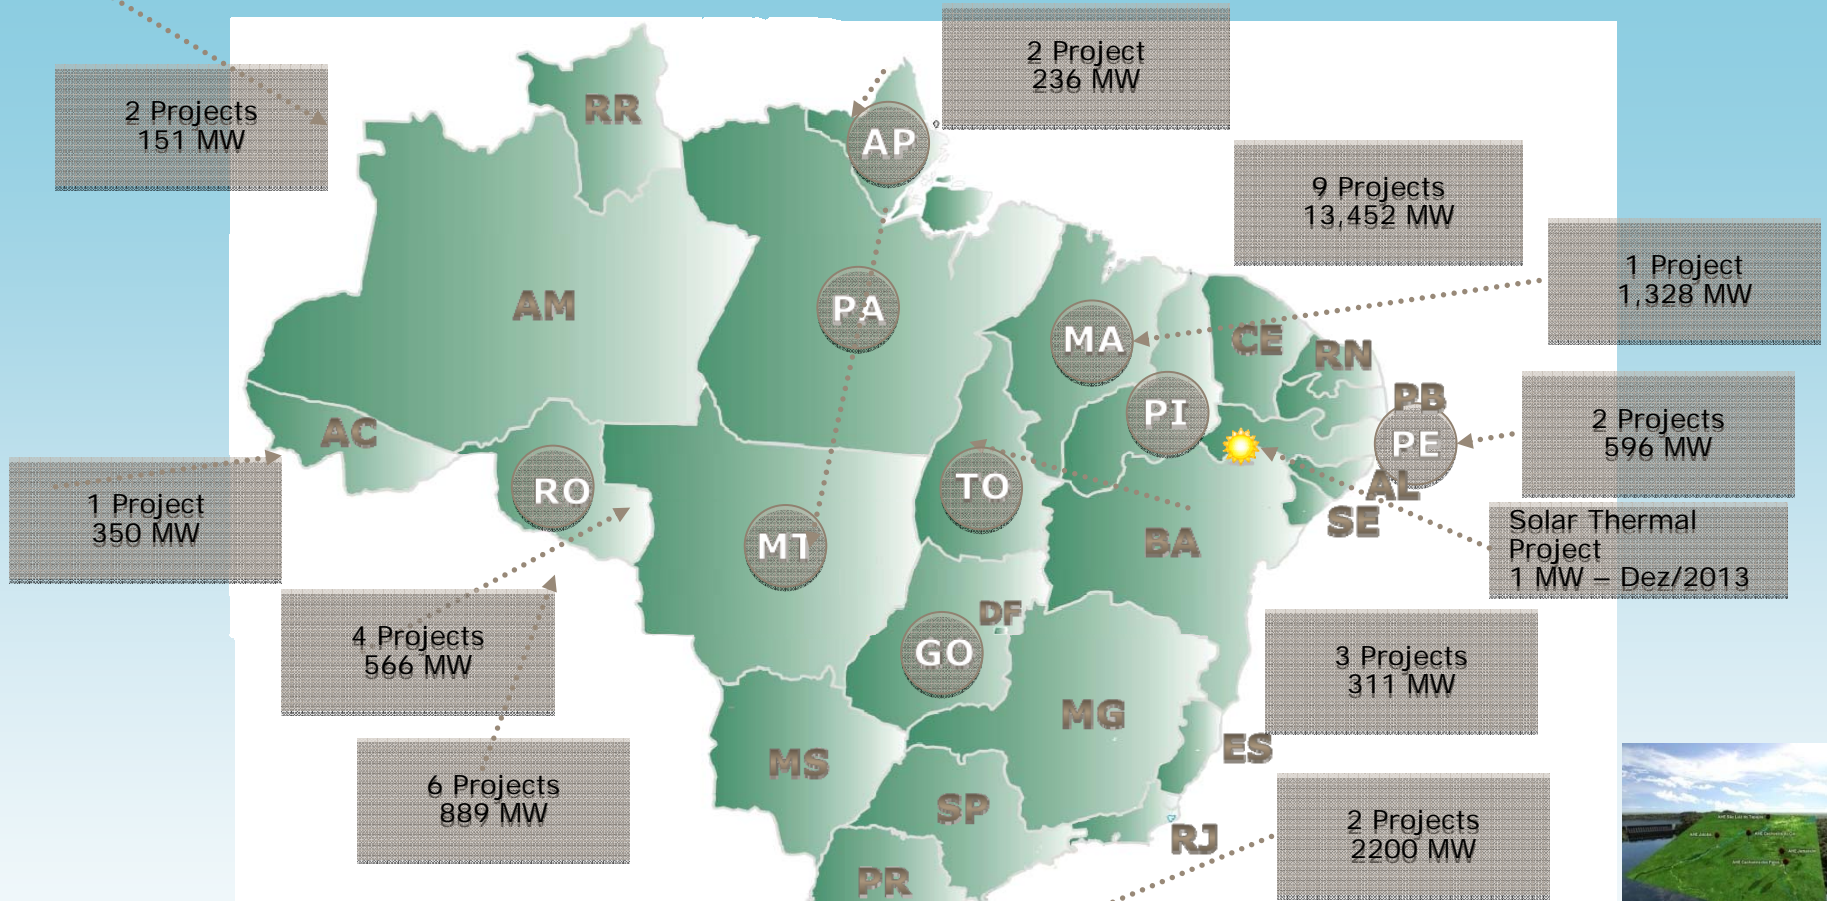 2 Project
236 MW
2 Projects
151 MW
RR
AP
9 Projects
13,452 MW
1 Project
1,328 MW
AM
PA
MA
CE
RN
PB
PI
PE
2 Projects
596 MW
AC
RO
TO
AL
SE
1 Project
350 MW
MT
BA
Solar Thermal
Project
1 MW – Dez/2013
4 Projects
566 MW
DF
GO
3 Projects
311 MW
MG
ES
MS
6 Projects
889 MW
SP
RJ
2 Projects
2200 MW
PR